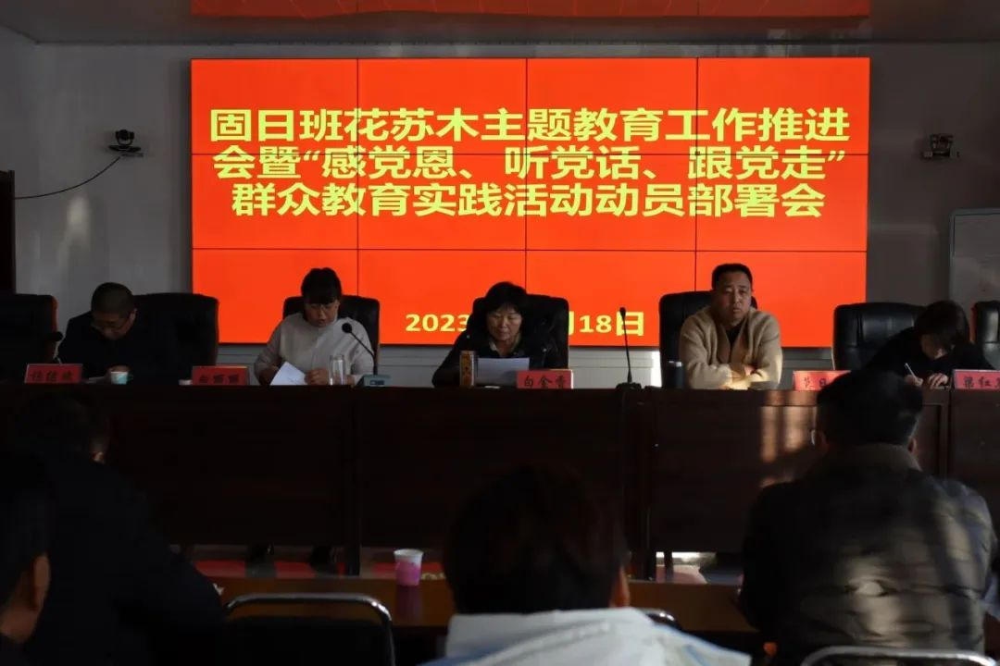 固日班花苏木主题教育工作推进
会暨“感党恩、听党话、跟党走”
群众教育实践活动动员部署会
2023 月18日
白金香